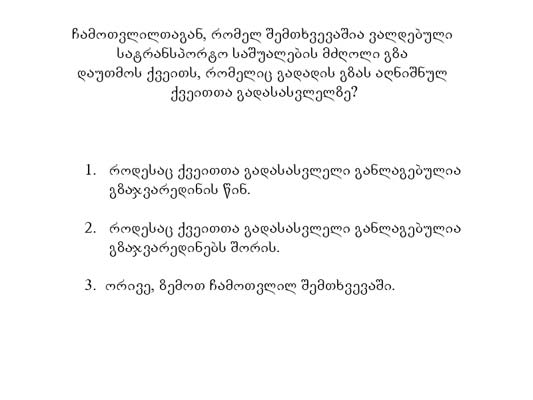 ჩამოთვლილთაგან, რომელ შემთხვევაშია ვალდებული
სატრანსპორტო საშუალების მძღოლი გზა
დაუთმოს ქვეითს, რომელიც გადადის გზას აღნიშნულ
ქვეითთა გადასასვლელზე?
1. როდესაც ქვეითთა გადასასვლელი განლაგებულია
გზაჯვარედინის წინ.
2. როდესაც ქვეითთა გადასასვლელი განლაგებულია
გზაჯვარედინებს შორის.
3. ორივე, ზემოთ ჩამოთვლილ შემთხვევაში.